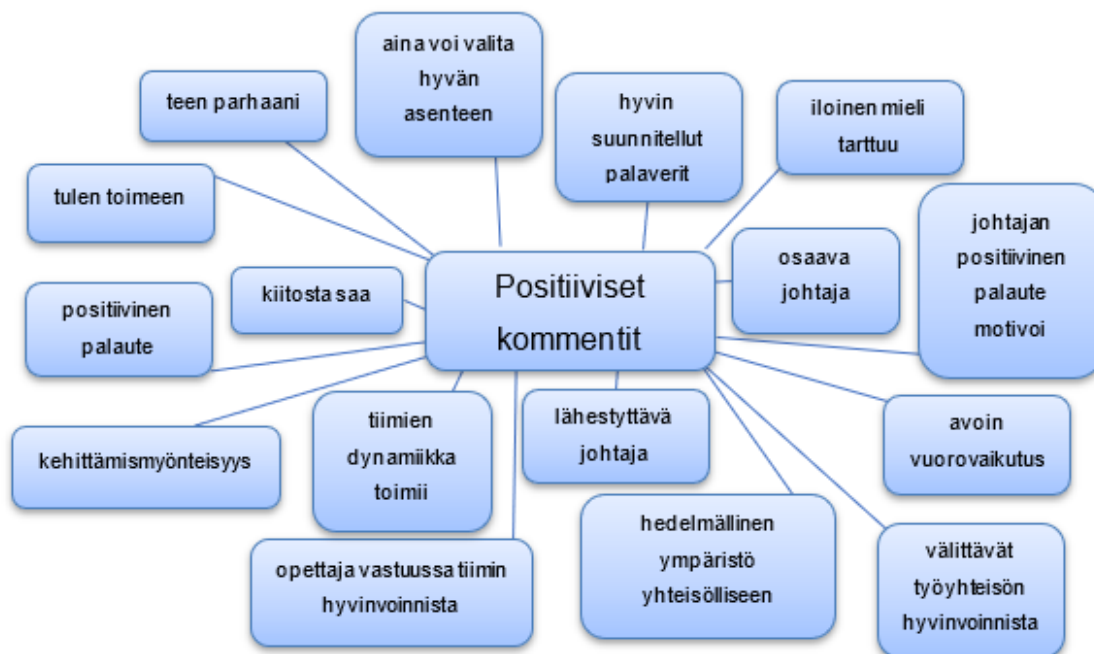 aina voi valita
hyvän
asenteen
teen parhaani
hyvin
suunnitellut
palaverit
iloinen mieli
tarttuu
tulen toimeen
johtajan
positiivinen
palaute
motivoi
osaava
johtaja
kiitosta saa
Positiiviset
kommentit
positiivinen
palaute
tiimien
dynamiikka
toimii
lähestyttävä
johtaja
avoin
vuorovaikutus
kehittämismyönteisyys
hedelmällinen
ympäristö
yhteisölliseen
välittävät
työyhteisön
hyvinvoinnista
opettaja vastuussa tiimin
hyvinvoinnista